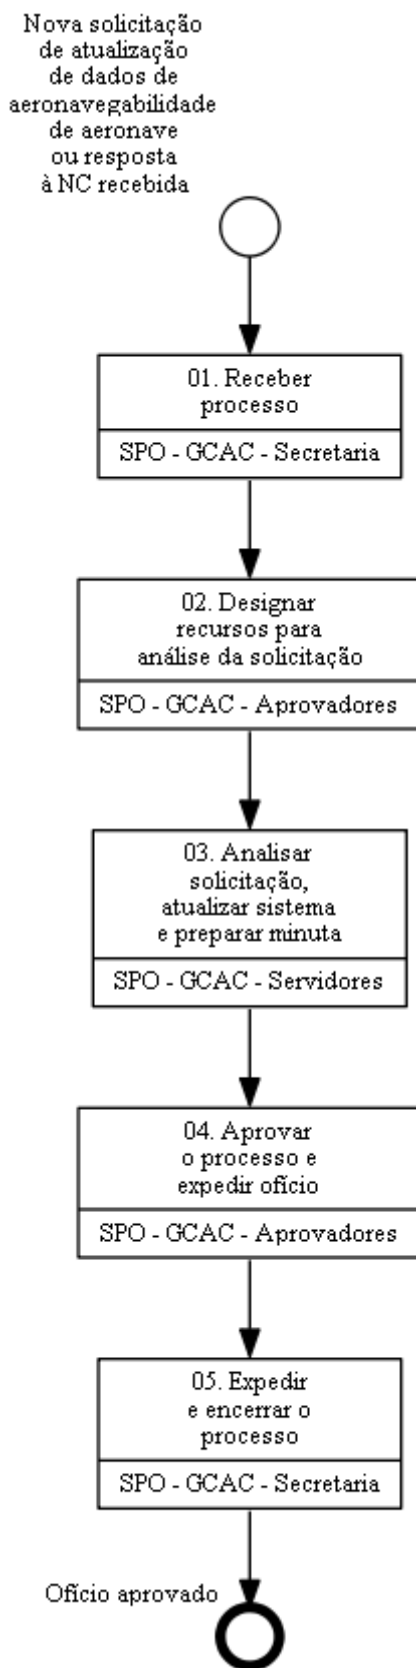 Nova solicitação
de atualização
de dados de
aeronavegabilidade
de aeronave
ou resposta
à NC recebida
01. Receber
processo
SPO - GCAC - Secretaria
02. Designar
recursos para
análise da solicitação
SPO - GCAC - Aprovadores
03. Analisar
solicitação,
atualizar sistema
e preparar minuta
SPO - GCAC - Servidores
04. Aprovar
o processo e
expedir ofício
SPO - GCAC - Aprovadores
05. Expedir
e encerrar o
processo
SPO - GCAC - Secretaria
Ofício aprovado